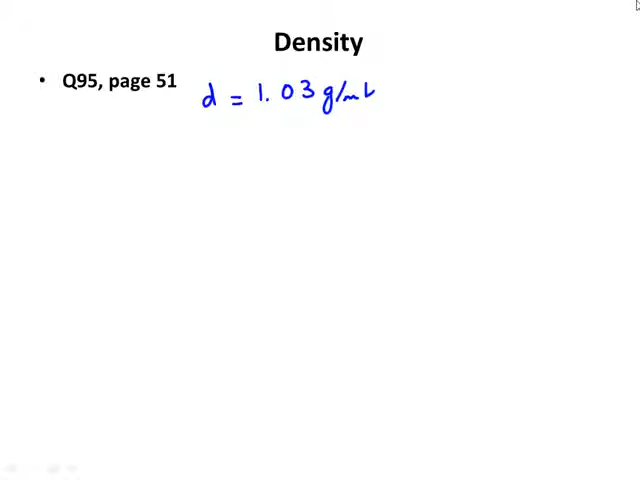 Density
• Q95, page 51 d = 1.03 g/mL